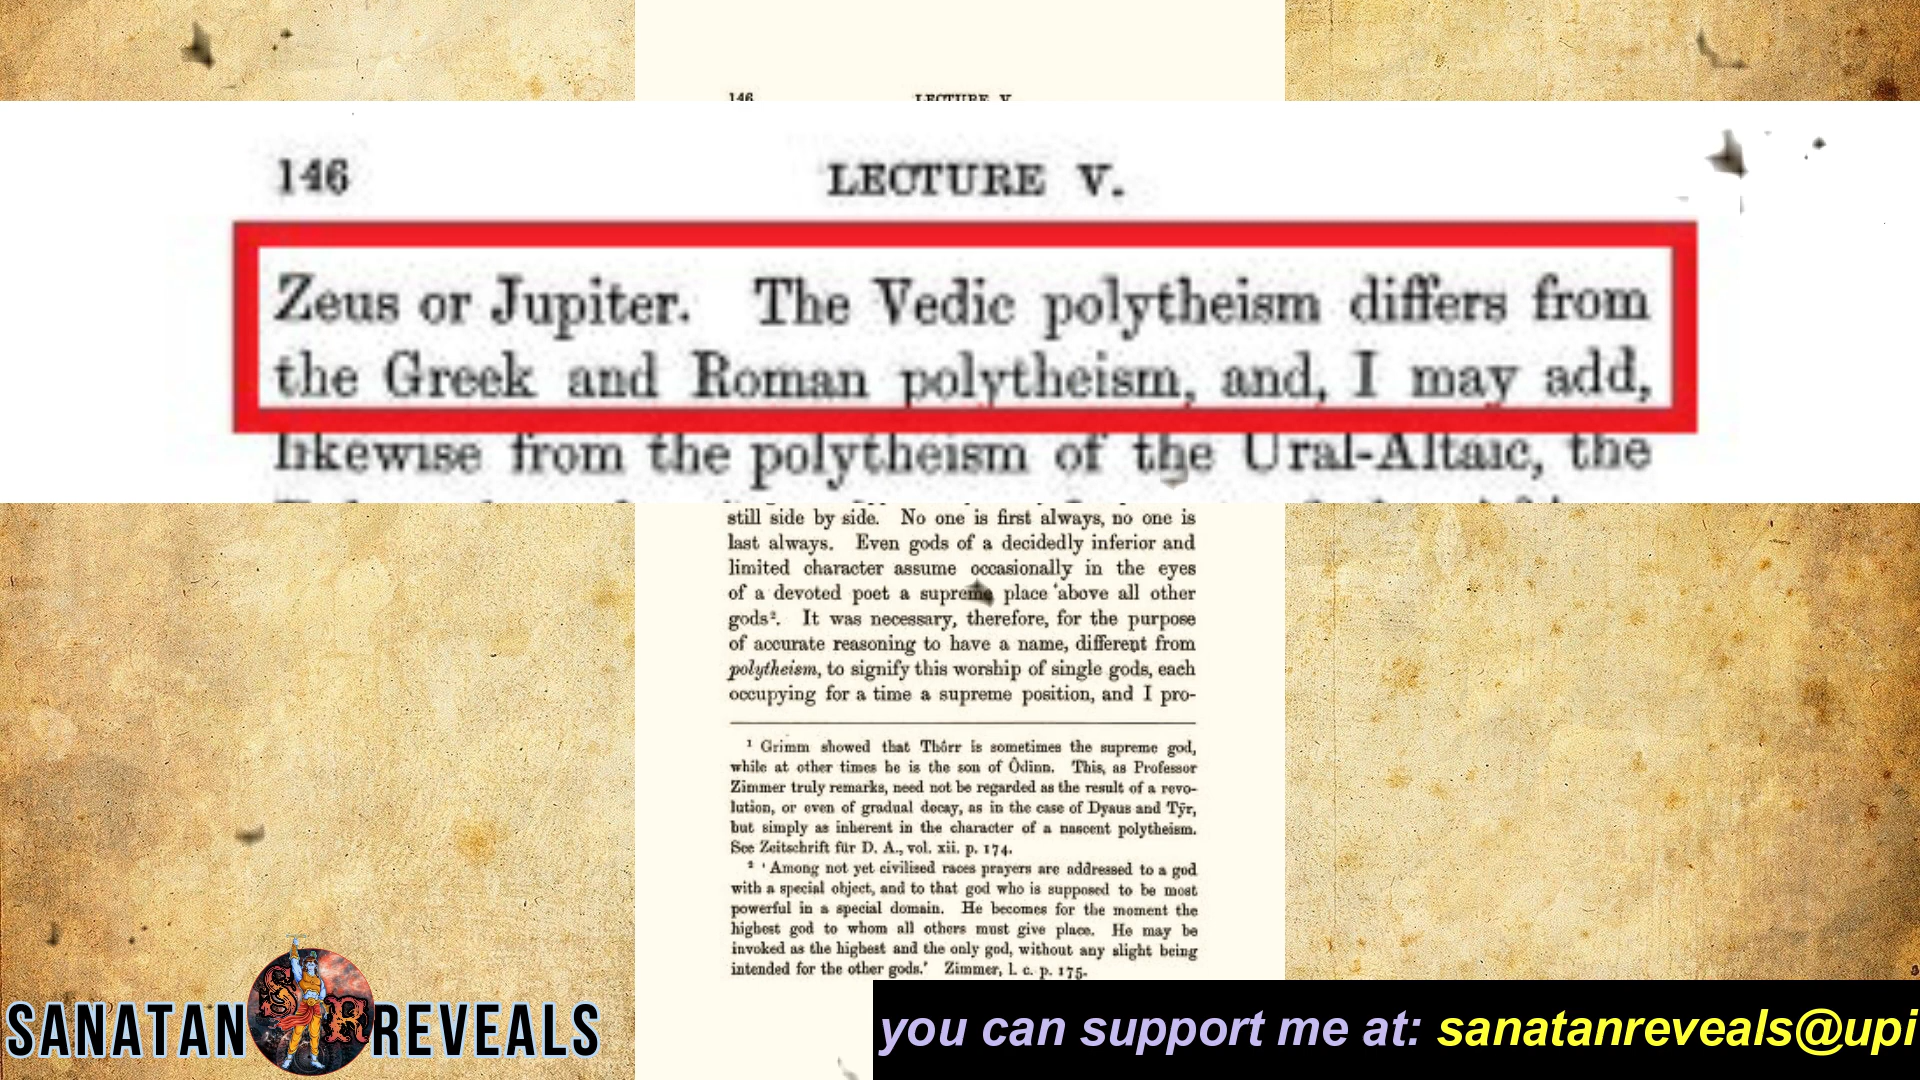 146 LECTURE V.
146 LECTURE V.
Zeus or Jupiter. The Vedic polytheism differs from
the Greek and Roman polytheism, and, I may add,
likewise from the polytheism of the Ural-Altaic, the
still side by side. No one is first always, no one is
last always. Even gods of a decidedly inferior and
limited character assume occasionally in the eyes
of a devoted poet a supreme place above all other
gods². It was necessary, therefore, for the purpose
of accurate reasoning to have a name, different from
polytheism, to signify this worship of single gods, each
occupying for a time a supreme position, and I pro-
¹ Grimm showed that Thôrr is sometimes the supreme god,
while at other times he is the son of Ôdinn. This, as Professor
Zimmer truly remarks, need not be regarded as the result of a revo-
lution, or even of gradual decay, as in the case of Dyaus and Tŷr,
but simply as inherent in the character of a nascent polytheism.
See Zeitschrift für D. A., vol. xii. p. 174.
² 'Among not yet civilised races prayers are addressed to a god
with a special object, and to that god who is supposed to be most
powerful in a special domain. He becomes for the moment the
highest god to whom all others must give place. He may be
invoked as the highest and the only god, without any slight being
intended for the other gods.' Zimmer, l. c. p. 175.
SANATAN SR REVEALS
you can support me at: sanatanreveals@upi